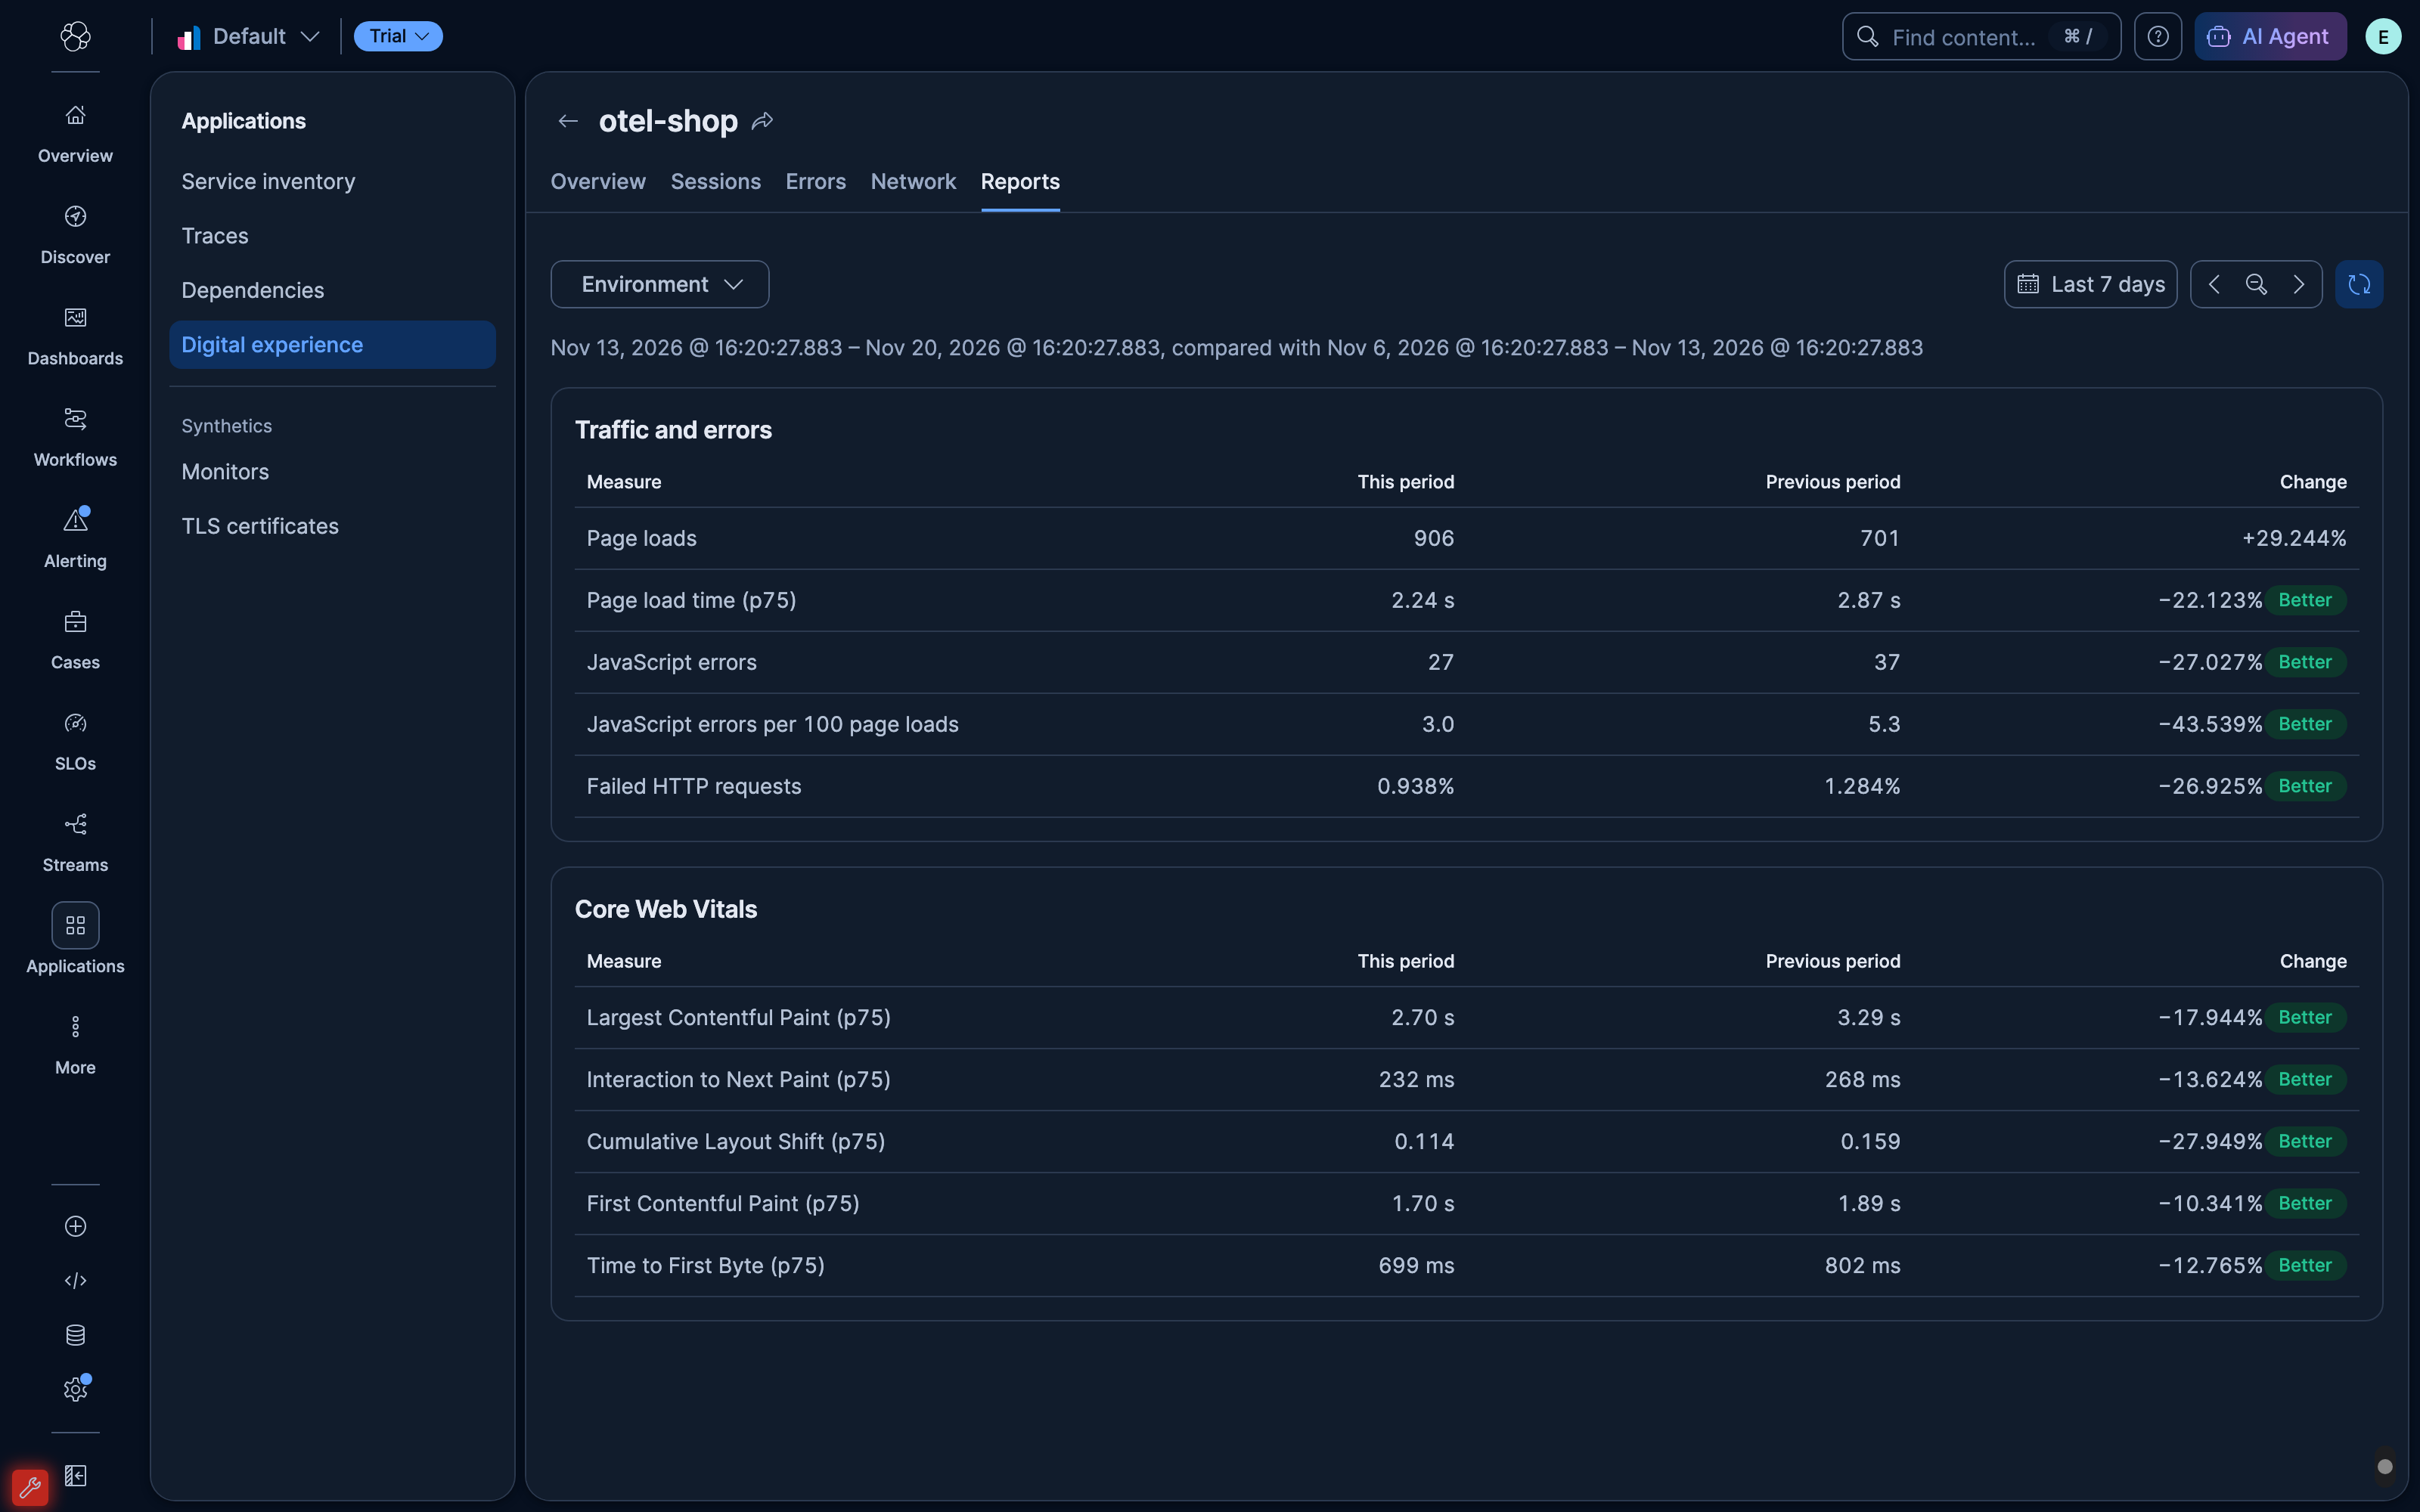 Default
Trial
Find content...
⌘ /
AI Agent
E
Overview
Discover
Dashboards
Workflows
Alerting
Cases
SLOs
Streams
Applications
More
Applications
Service inventory
Traces
Dependencies
Digital experience
Synthetics
Monitors
TLS certificates
otel-shop
Overview Sessions Errors Network Reports
Environment
Last 7 days
Nov 13, 2026 @ 16:20:27.883 – Nov 20, 2026 @ 16:20:27.883, compared with Nov 6, 2026 @ 16:20:27.883 – Nov 13, 2026 @ 16:20:27.883
Traffic and errors
Measure This period Previous period Change
Page loads 906 701 +29.244%
Page load time (p75) 2.24 s 2.87 s −22.123% Better
JavaScript errors 27 37 −27.027% Better
JavaScript errors per 100 page loads 3.0 5.3 −43.539% Better
Failed HTTP requests 0.938% 1.284% −26.925% Better
Core Web Vitals
Measure This period Previous period Change
Largest Contentful Paint (p75) 2.70 s 3.29 s −17.944% Better
Interaction to Next Paint (p75) 232 ms 268 ms −13.624% Better
Cumulative Layout Shift (p75) 0.114 0.159 −27.949% Better
First Contentful Paint (p75) 1.70 s 1.89 s −10.341% Better
Time to First Byte (p75) 699 ms 802 ms −12.765% Better